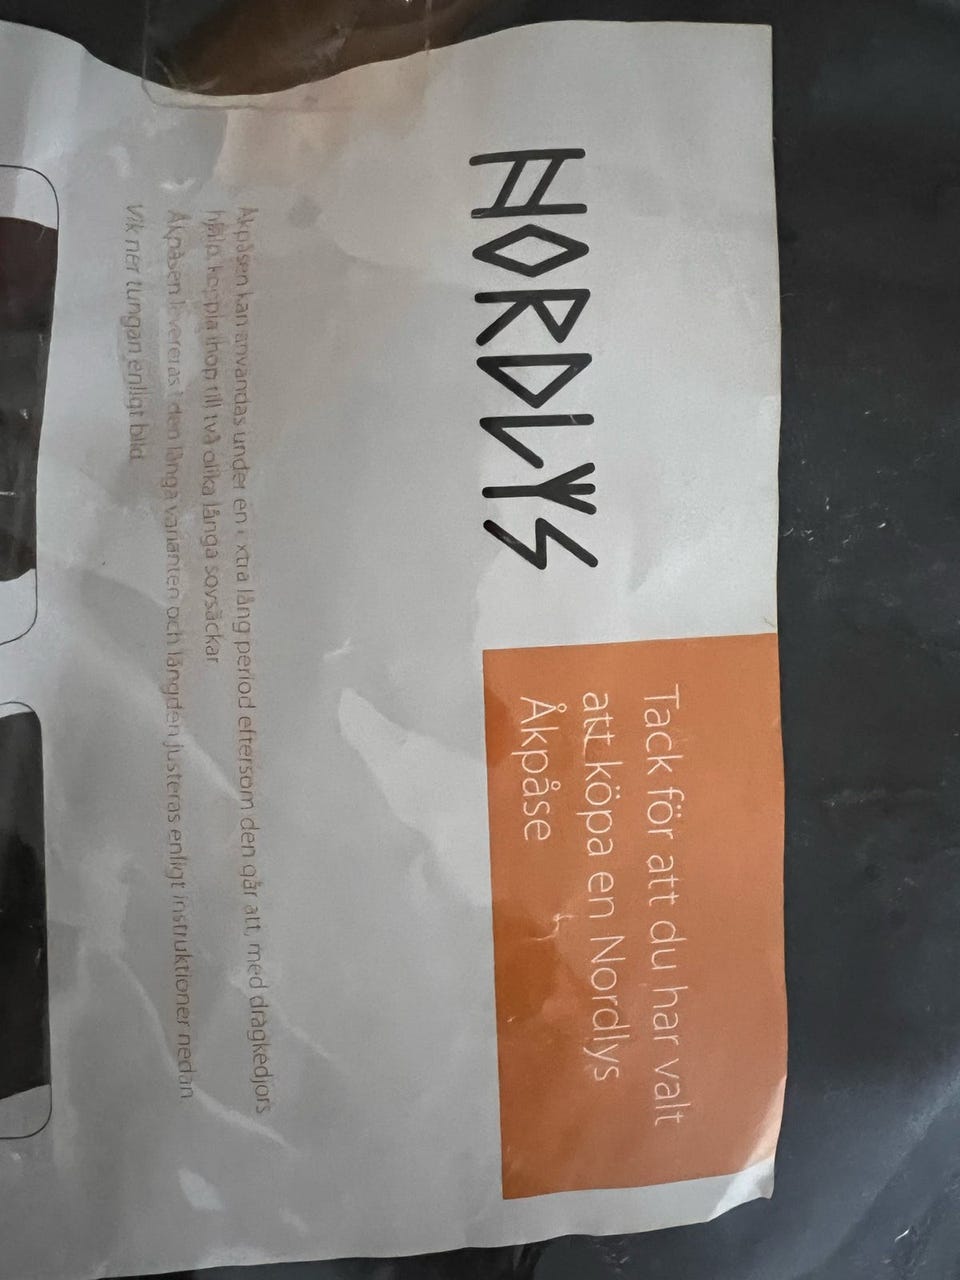 NORDLYS
Tack för att du har valt
att köpa en Nordlys
Åkpåse
Åkpåsen kan användas under en extra lång period eftersom den går att, med dragkedjors
hjälp, koppla ihop till två olika långa sovsäckar
Åkpåsen levereras i den långa varianten och längden justeras enligt instruktioner nedan
Vik ner tungan enligt bild